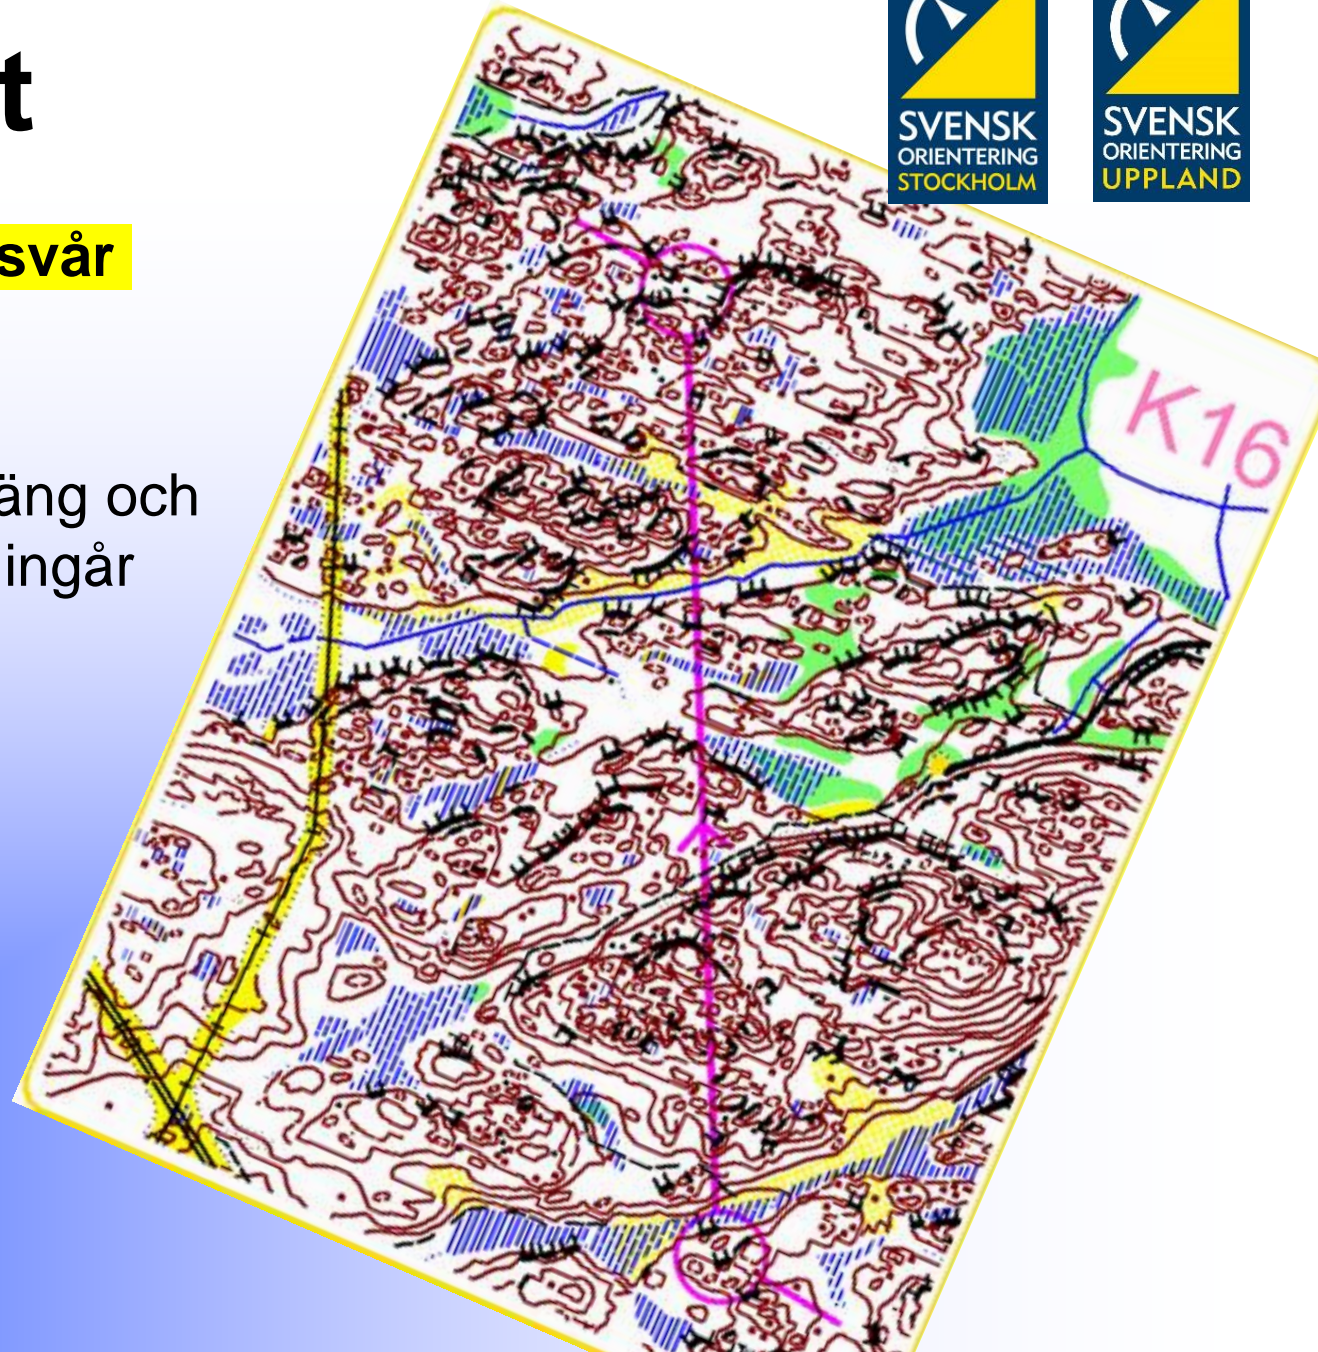 t
svår
äng och
ingår
SVENSK
ORIENTERING
STOCKHOLM
SVENSK
ORIENTERING
UPPLAND
K16